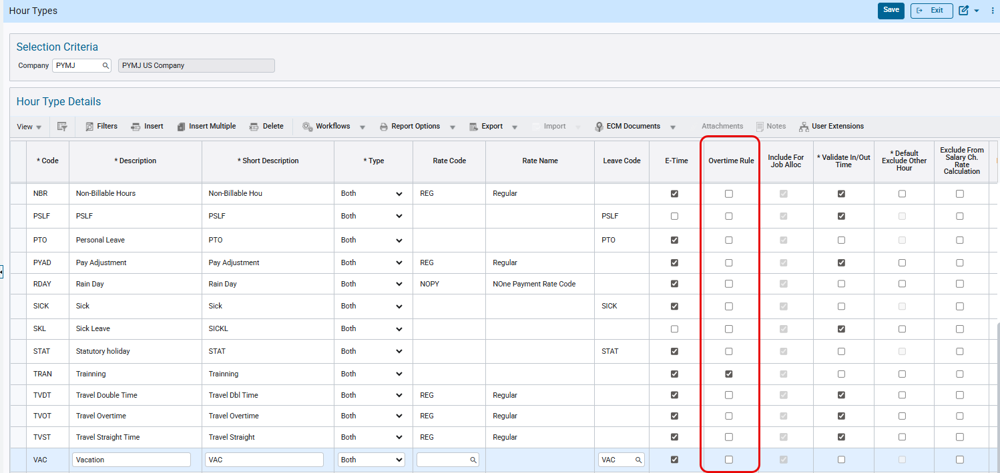 Hour Types
Save
Exit
Selection Criteria
Company PYMJ PYMJ US Company
Hour Type Details
View Filters Insert Insert Multiple Delete Workflows Report Options Export Import ECM Documents Attachments Notes User Extensions
* Code * Description * Short Description * Type Rate Code Rate Name Leave Code E-Time Overtime Rule Include For Job Alloc * Validate In/Out Time * Default Exclude Other Hour Exclude From Salary Ch. Rate Calculation
NBR Non-Billable Hours Non-Billable Hou Both REG Regular
PSLF PSLF PSLF Both PSLF
PTO Personal Leave PTO Both PTO
PYAD Pay Adjustment Pay Adjustment Both REG Regular
RDAY Rain Day Rain Day Both NOPY NOne Payment Rate Code
SICK Sick Sick Both SICK
SKL Sick Leave SICKL Both
STAT Statutory holiday STAT Both STAT
TRAN Trainning Trainning Both
TVDT Travel Double Time Travel Dbl Time Both REG Regular
TVOT Travel Overtime Travel Overtime Both REG Regular
TVST Travel Straight Time Travel Straight Both REG Regular
VAC Vacation VAC Both VAC